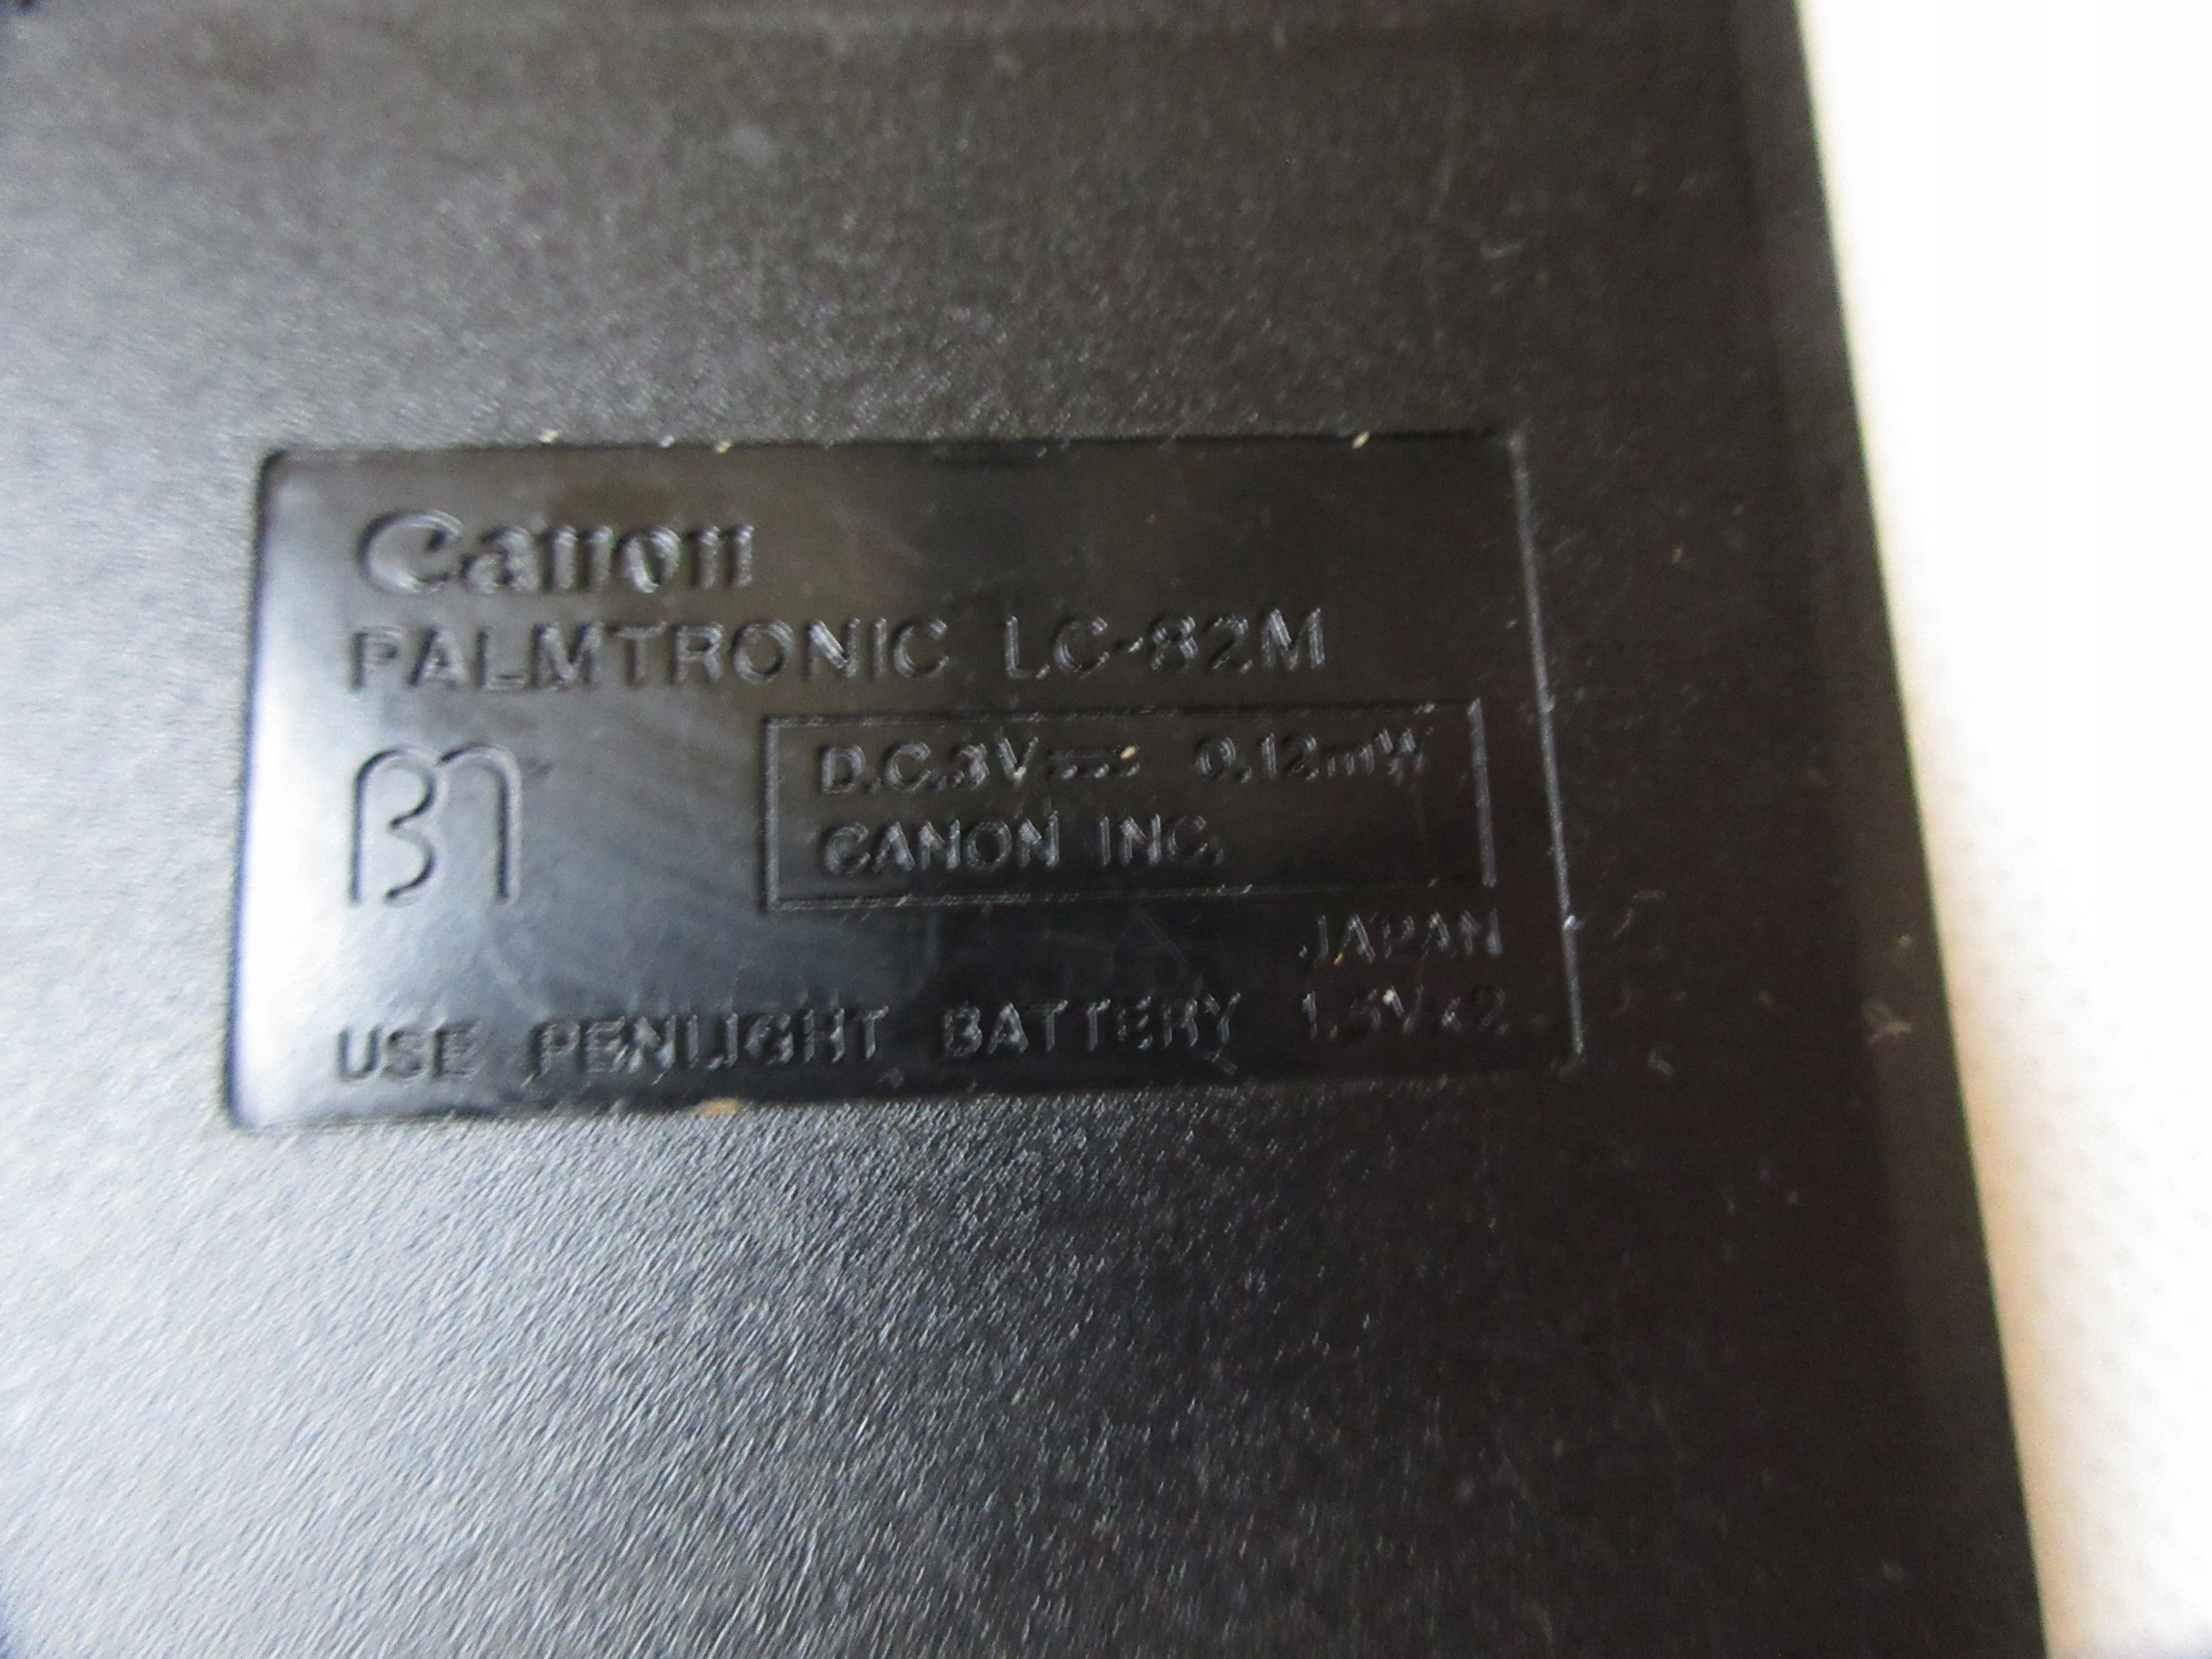 Canon
PALMTRONIC LC-82M
D.C.3V⎓ 0.12mW
CANON INC.
JAPAN
USE PENLIGHT BATTERY 1.5V×2